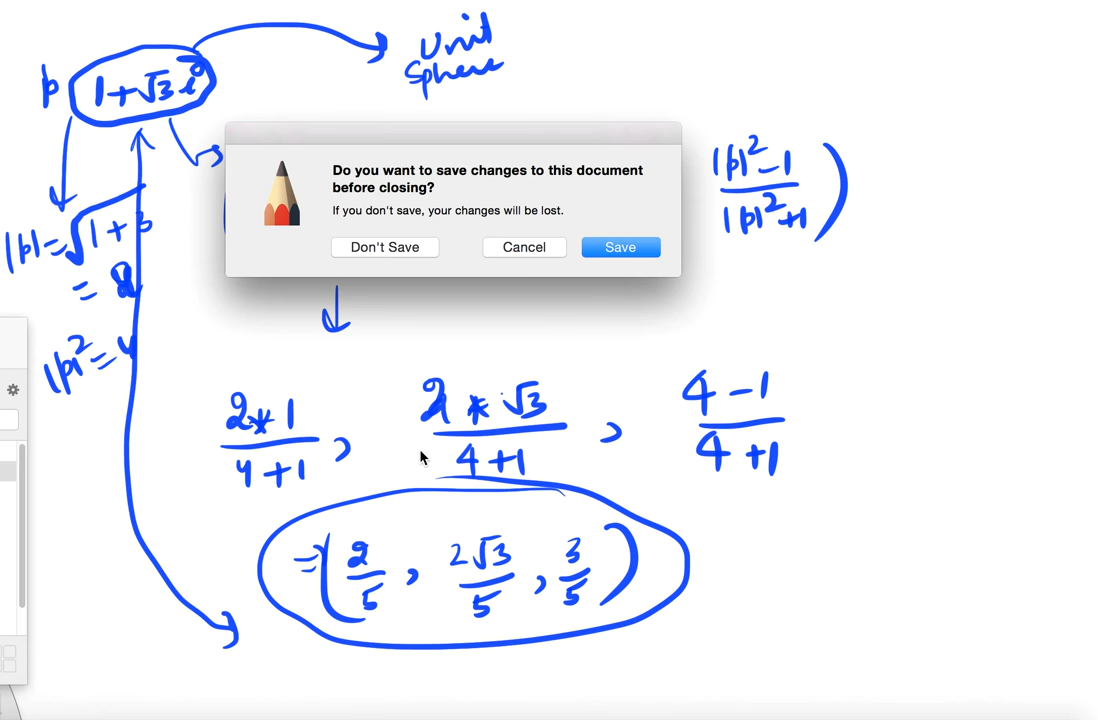 Unit
Sphere
p 1+√3i
Do you want to save changes to this document
before closing?
If you don't save, your changes will be lost.
Don't Save Cancel Save
|p|²-1
|p|²+1 )
|p|=√1+3
= 2
|p|²=4
2*1 , 2*√3 , 4-1
4+1 4+1 4+1
=(2/5, 2√3/5, 3/5)